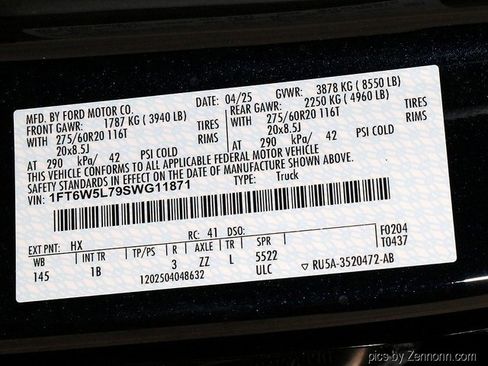 MFD. BY FORD MOTOR CO. DATE: 04/25 GVWR: 3878 KG ( 8550 LB)
FRONT GAWR: 1787 KG ( 3940 LB) REAR GAWR: 2250 KG ( 4960 LB)
WITH 275/60R20 116T TIRES WITH 275/60R20 116T TIRES
20x8.5J RIMS 20x8.5J RIMS
AT 290 kPa/ 42 PSI COLD AT 290 kPa/ 42 PSI COLD
THIS VEHICLE CONFORMS TO ALL APPLICABLE FEDERAL MOTOR VEHICLE
SAFETY STANDARDS IN EFFECT ON THE DATE OF MANUFACTURE SHOWN ABOVE.
VIN: 1FT6W5L79SWG11871 TYPE: Truck
F0204
T0437
EXT PNT: HX RC: 41 DSO:
WB INT TR TP/PS R AXLE TR SPR
145 1B 3 ZZ L 5522
1202504048632 ULC ▽ RU5A-3520472-AB
pics by Zennonn.com